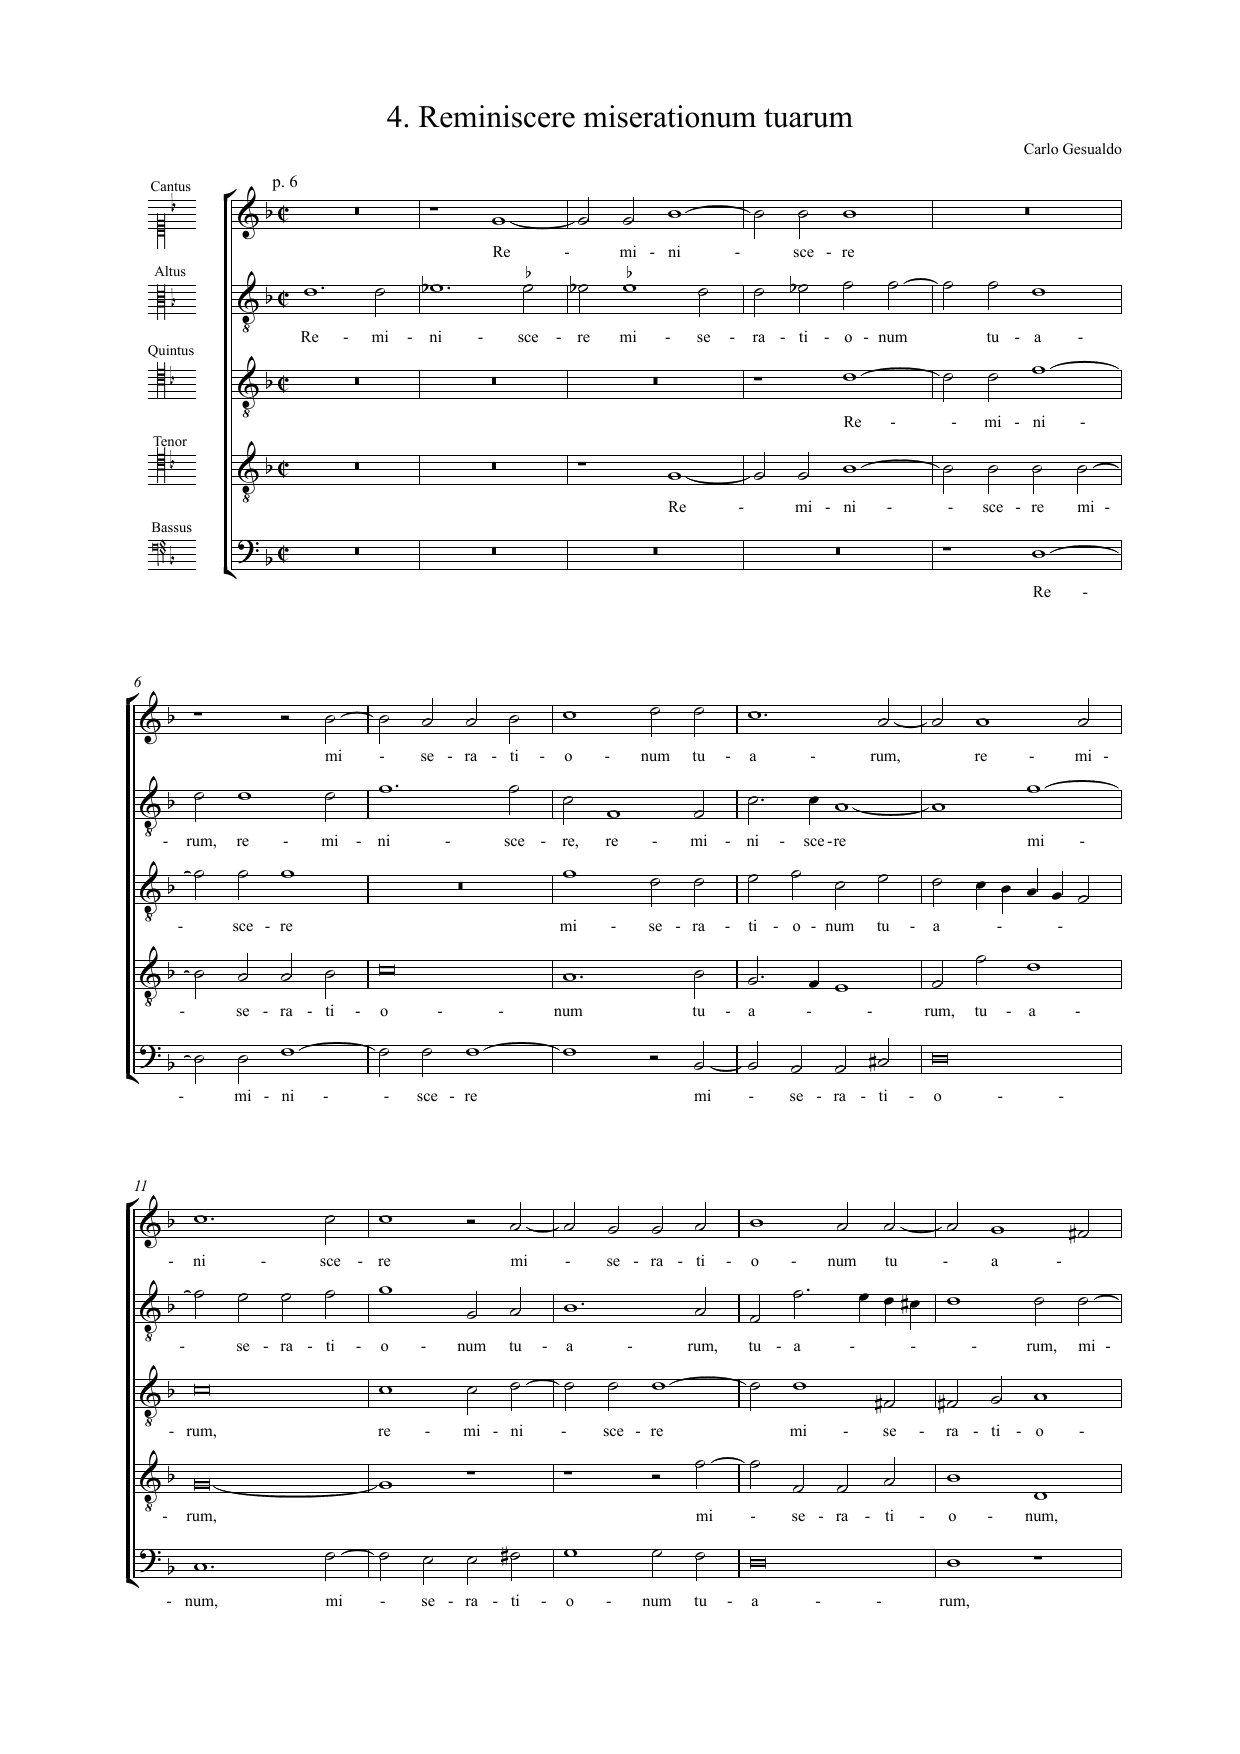 4. Reminiscere miserationum tuarum
Carlo Gesualdo
Cantus
p. 6
Re - mi - ni - sce - re
Altus
Re - mi - ni - sce - re mi - se - ra - ti - o - num tu - a -
Quintus
Re - - mi - ni -
Tenor
Re - mi - ni - - sce - re mi -
Bassus
Re -
6
mi - se - ra - ti - o - num tu - a - rum, re - mi -
- rum, re - mi - ni - sce - re, re - mi - ni - sce - re mi -
- sce - re mi - se - ra - ti - o - num tu - a - - -
- se - ra - ti - o - - num tu - a - - rum, tu - a -
- mi - ni - - sce - re mi - se - ra - ti - o - -
11
- ni - sce - re mi - se - ra - ti - o - num tu - a -
- se - ra - ti - o - num tu - a - rum, tu - a - - - rum, mi -
- rum, re - mi - ni - sce - re mi - se - ra - ti - o -
- rum, mi - se - ra - ti - o - num,
- num, mi - se - ra - ti - o - num tu - a - - rum,